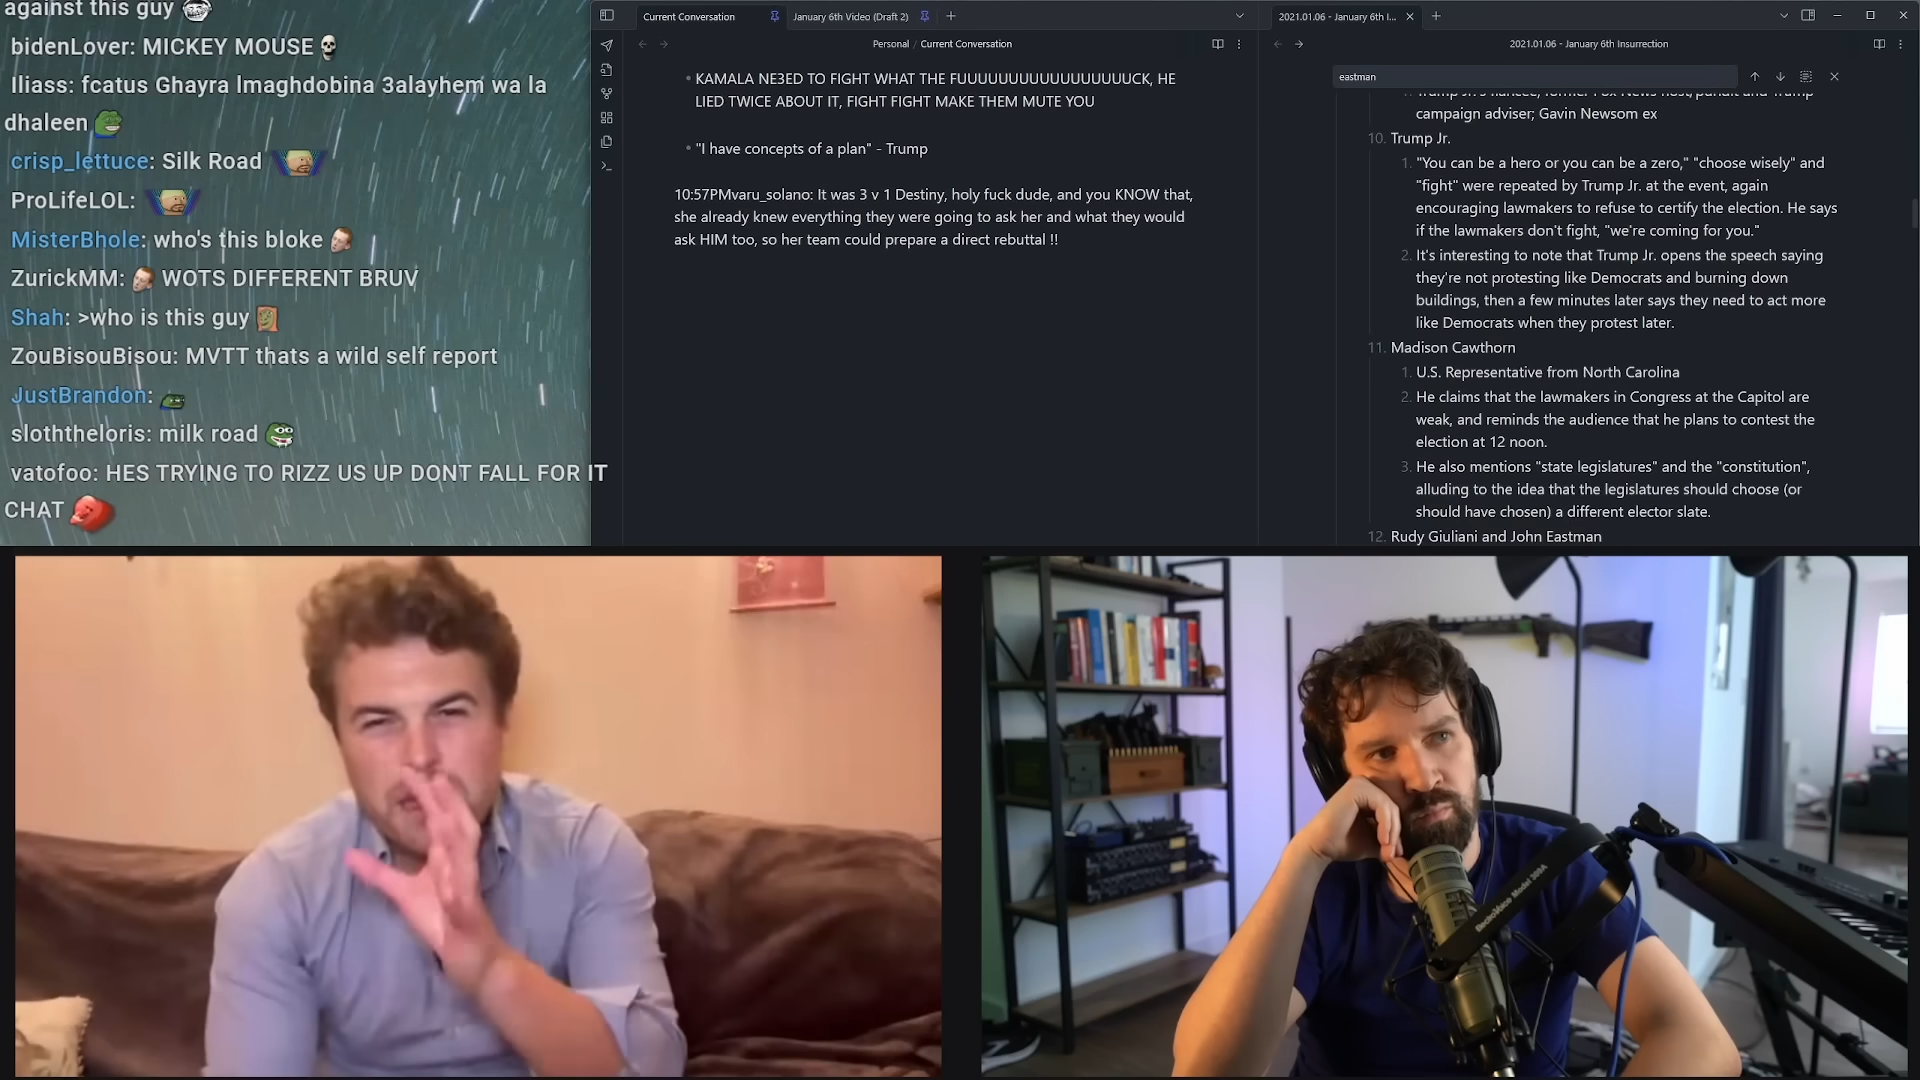 against this guy
bidenLover: MICKEY MOUSE
Iliass: fcatus Ghayra lmaghdobina 3alayhem wa la
dhaleen
crisp_lettuce: Silk Road
ProLifeLOL:
MisterBhole: who's this bloke
ZurickMM: WOTS DIFFERENT BRUV
Shah: >who is this guy
ZouBisouBisou: MVTT thats a wild self report
JustBrandon:
sloththeloris: milk road
vatofoo: HES TRYING TO RIZZ US UP DONT FALL FOR IT
CHAT
Current Conversation
January 6th Video (Draft 2)
Personal / Current Conversation
• KAMALA NE3ED TO FIGHT WHAT THE FUUUUUUUUUUUUUUUUUCK, HE
LIED TWICE ABOUT IT, FIGHT FIGHT MAKE THEM MUTE YOU
• "I have concepts of a plan" - Trump
10:57PMvaru_solano: It was 3 v 1 Destiny, holy fuck dude, and you KNOW that,
she already knew everything they were going to ask her and what they would
ask HIM too, so her team could prepare a direct rebuttal !!
2021.01.06 - January 6th I...
2021.01.06 - January 6th Insurrection
eastman
1. Trump Jr.'s fiancée; former Fox News host, pundit and Trump
campaign adviser; Gavin Newsom ex
10. Trump Jr.
1. "You can be a hero or you can be a zero," "choose wisely" and
"fight" were repeated by Trump Jr. at the event, again
encouraging lawmakers to refuse to certify the election. He says
if the lawmakers don't fight, "we're coming for you."
2. It's interesting to note that Trump Jr. opens the speech saying
they're not protesting like Democrats and burning down
buildings, then a few minutes later says they need to act more
like Democrats when they protest later.
11. Madison Cawthorn
1. U.S. Representative from North Carolina
2. He claims that the lawmakers in Congress at the Capitol are
weak, and reminds the audience that he plans to contest the
election at 12 noon.
3. He also mentions "state legislatures" and the "constitution",
alluding to the idea that the legislatures should choose (or
should have chosen) a different elector slate.
12. Rudy Giuliani and John Eastman